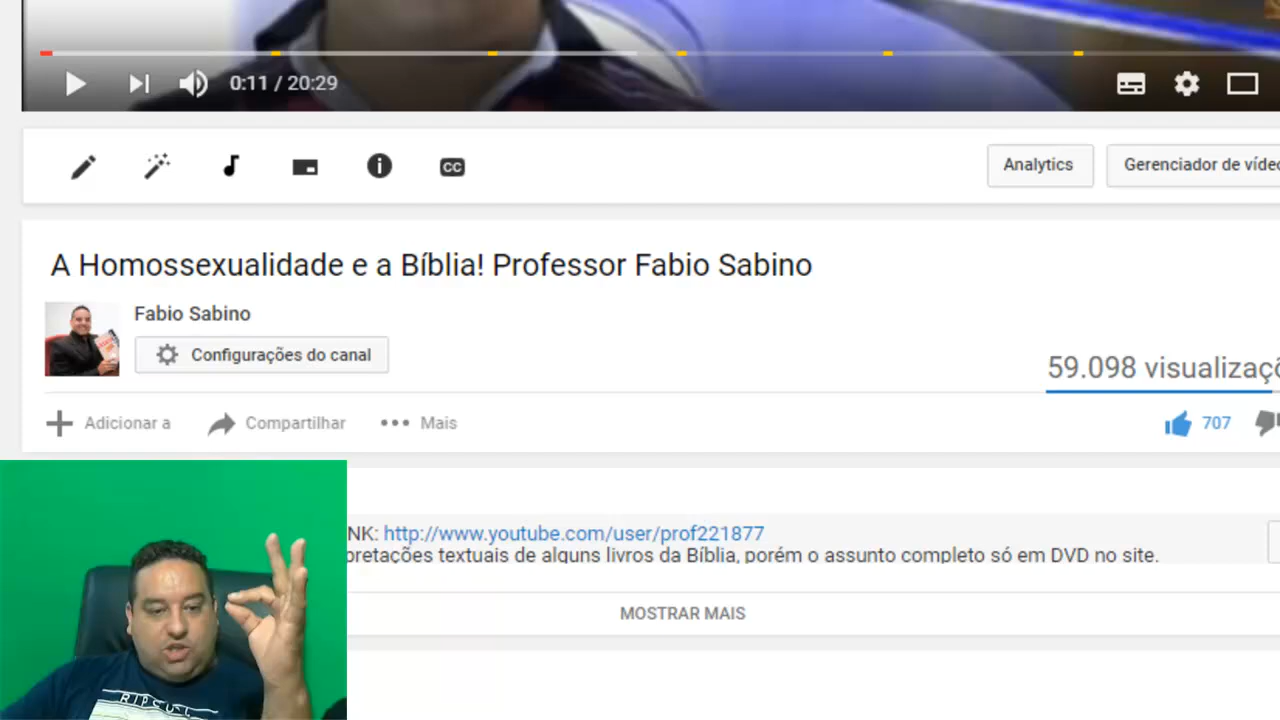 0:11 / 20:29
CC
Analytics
Gerenciador de víde
A Homossexualidade e a Bíblia! Professor Fabio Sabino
Fabio Sabino
Configurações do canal
59.098 visualizaç
Adicionar a
Compartilhar
Mais
707
NK: http://www.youtube.com/user/prof221877
pretações textuais de alguns livros da Bíblia, porém o assunto completo só em DVD no site.
MOSTRAR MAIS
RIPCURL